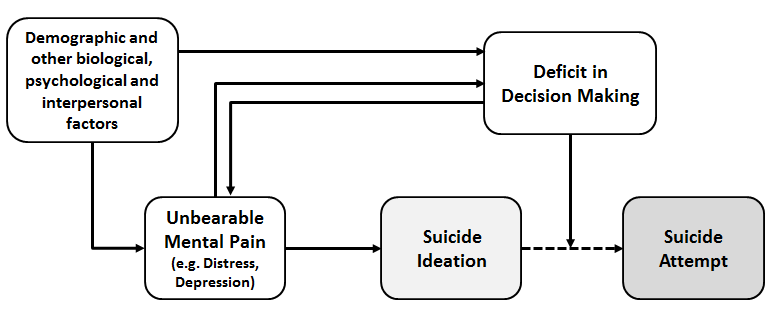 Demographic and
other biological,
psychological and
interpersonal
factors
Deficit in
Decision Making
Unbearable
Mental Pain
(e.g. Distress,
Depression)
Suicide
Ideation
Suicide
Attempt